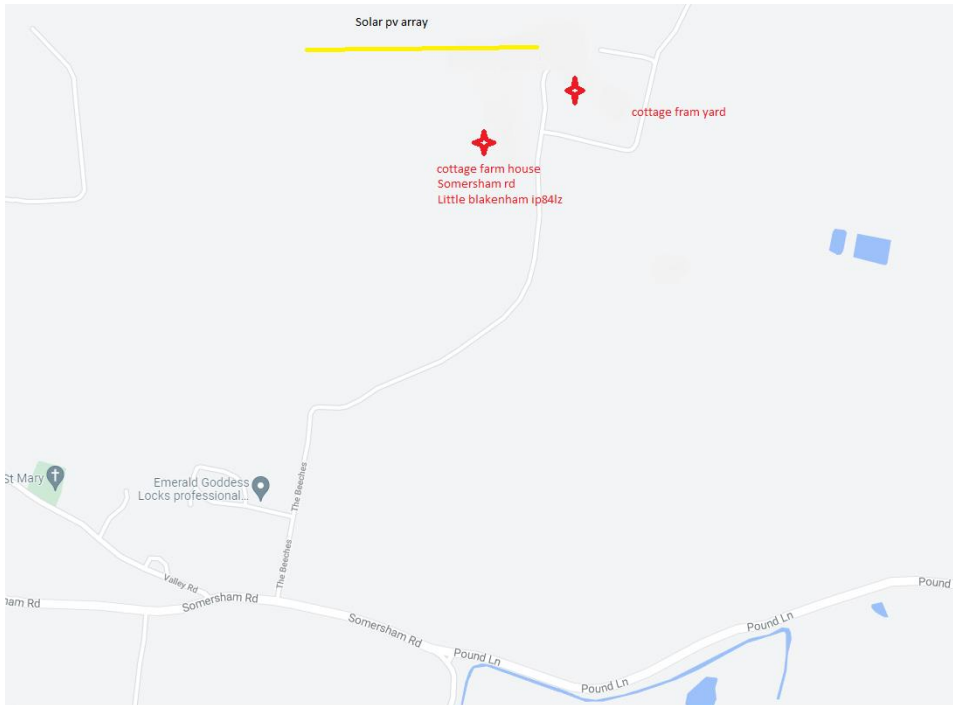 Solar pv array
cottage fram yard
cottage farm house
Somersham rd
Little blakenham ip84lz
St Mary
Emerald Goddess
Locks professional...
The Beeches
The Beeches
Valley Rd
ham Rd
Somersham Rd
Somersham Rd
Pound Ln
Pound Ln
Pound Ln
Pound